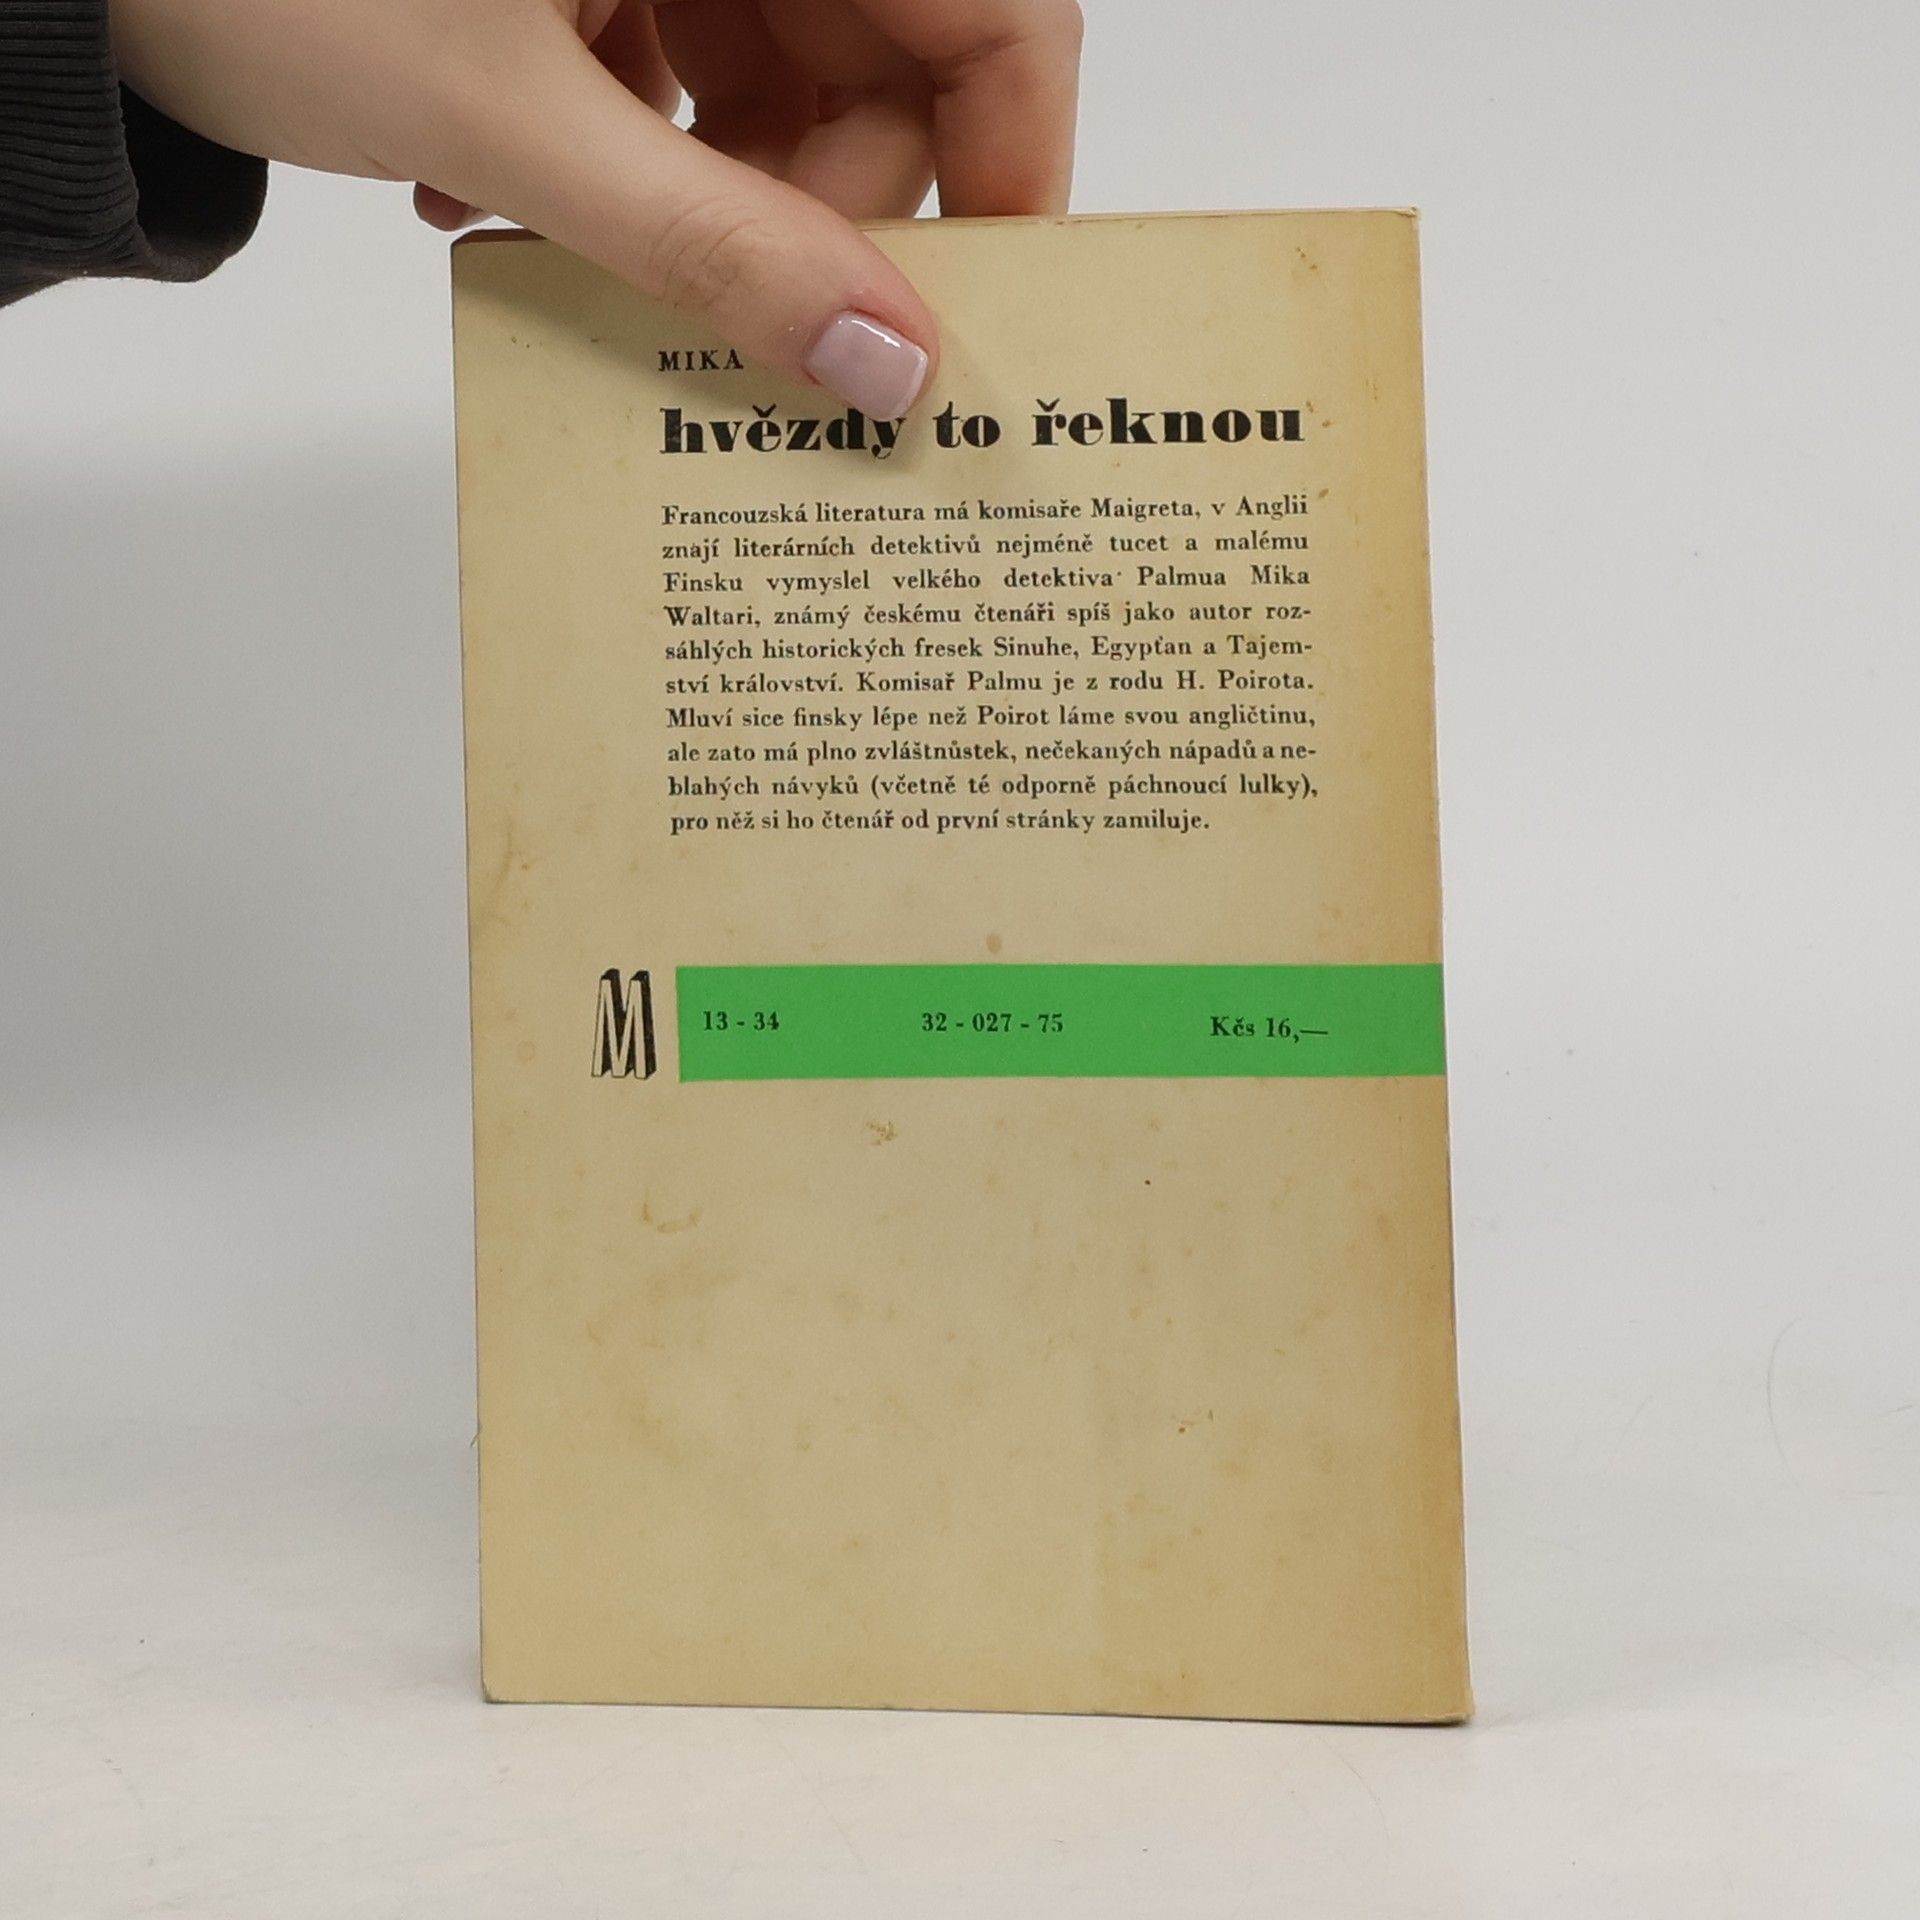 MIKA
hvězdy to řeknou
Francouzská literatura má komisaře Maigreta, v Anglii
znají literárních detektivů nejméně tucet a malému
Finsku vymyslel velkého detektiva Palmua Mika
Waltari, známý českému čtenáři spíš jako autor roz-
sáhlých historických fresek Sinuhe, Egypťan a Tajem-
ství království. Komisař Palmu je z rodu H. Poirota.
Mluví sice finsky lépe než Poirot láme svou angličtinu,
ale zato má plno zvláštnůstek, nečekaných nápadů a ne-
blahých návyků (včetně té odporně páchnoucí lulky),
pro něž si ho čtenář od první stránky zamiluje.
M 13 - 34 32 - 027 - 75 Kčs 16,—